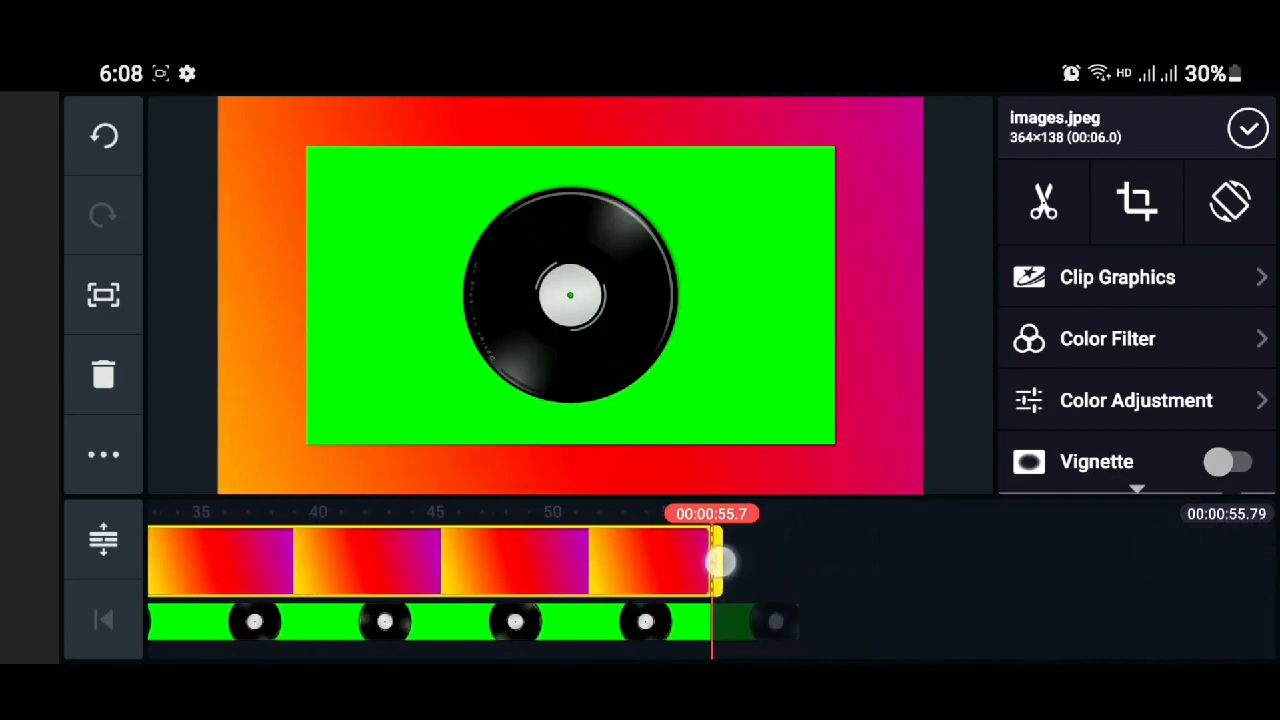 6:08
HD
30%
images.jpeg
364×138 (00:06.0)
Clip Graphics
Color Filter
Color Adjustment
Vignette
35
40
45
50
00:00:55.7
00:00:55.79